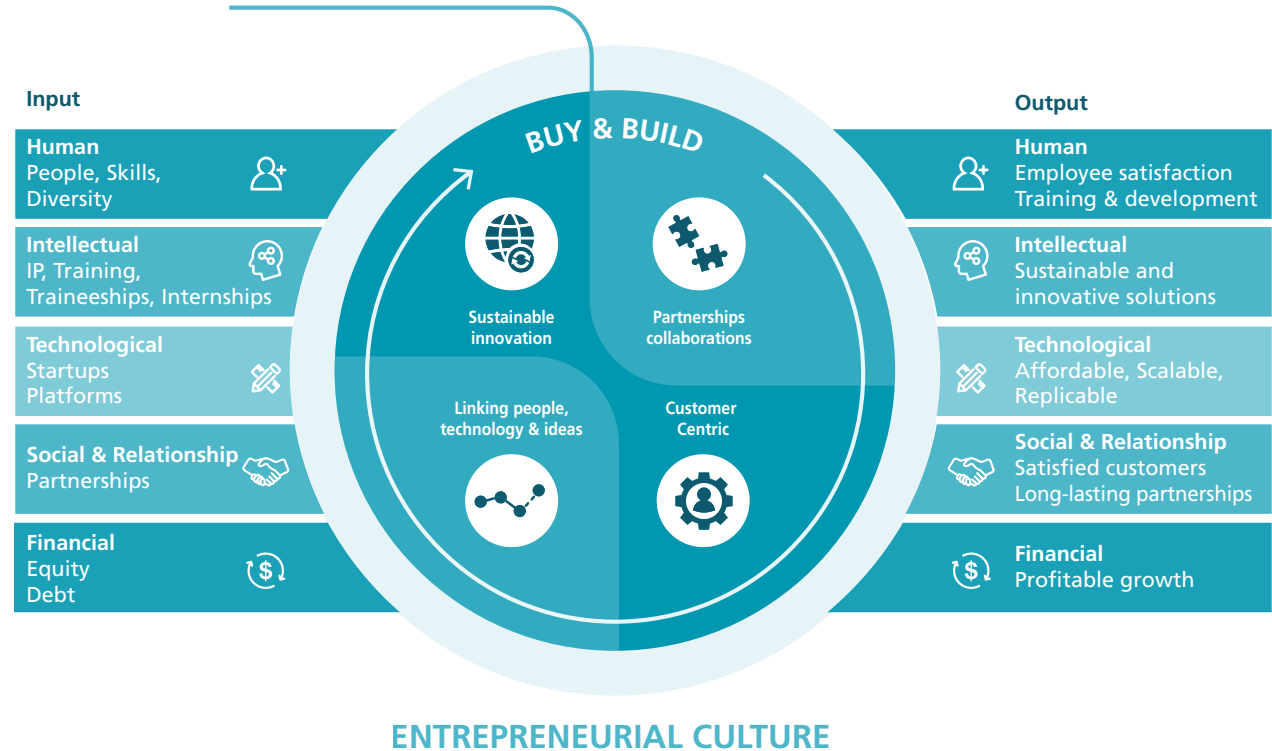 Input
Human
People, Skills,
Diversity
Intellectual
IP, Training,
Traineeships, Internships
Technological
Startups
Platforms
Social & Relationship
Partnerships
Financial
Equity
Debt
BUY & BUILD
Sustainable
innovation
Partnerships
collaborations
Linking people,
technology & ideas
Customer
Centric
Output
Human
Employee satisfaction
Training & development
Intellectual
Sustainable and
innovative solutions
Technological
Affordable, Scalable,
Replicable
Social & Relationship
Satisfied customers
Long-lasting partnerships
Financial
Profitable growth
ENTREPRENEURIAL CULTURE